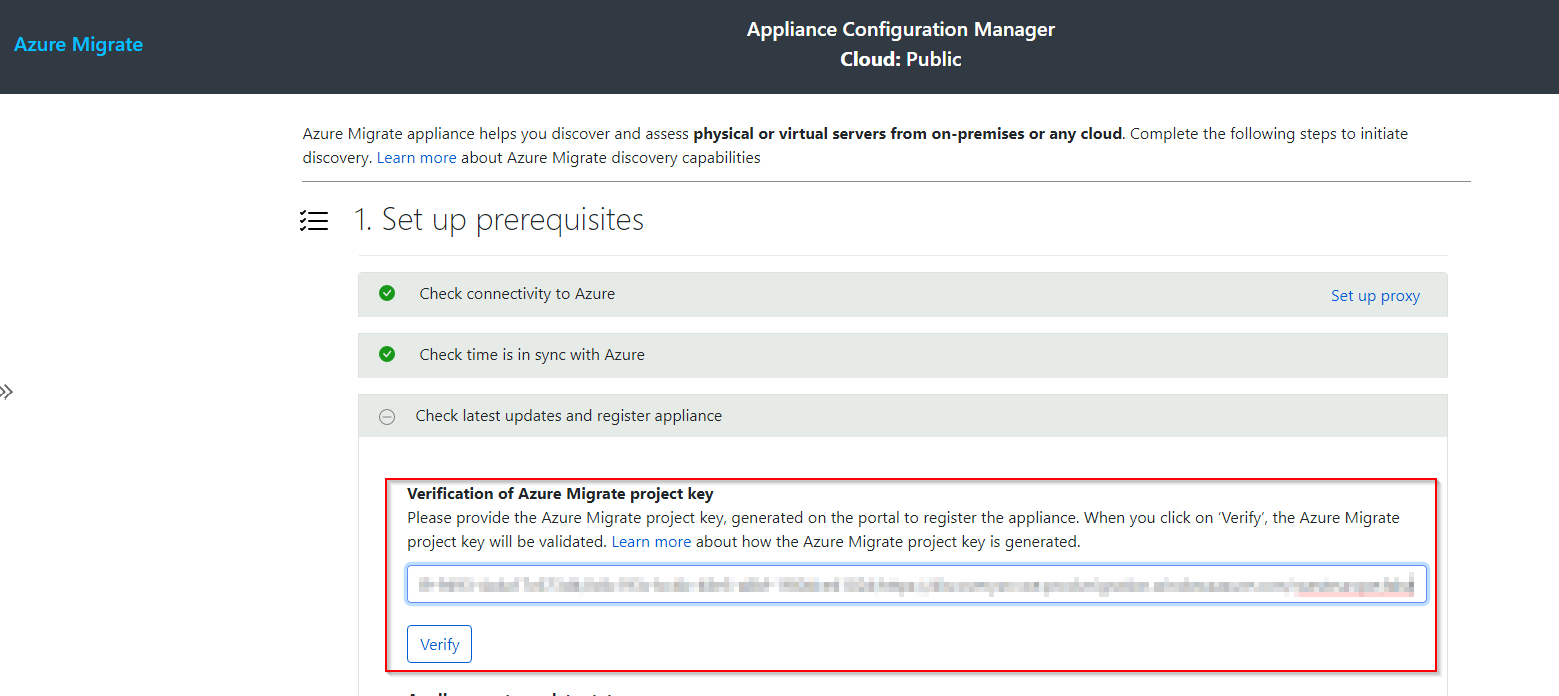 Azure Migrate
Appliance Configuration Manager
Cloud: Public
Azure Migrate appliance helps you discover and assess physical or virtual servers from on-premises or any cloud. Complete the following steps to initiate
discovery. Learn more about Azure Migrate discovery capabilities
1. Set up prerequisites
Check connectivity to Azure
Set up proxy
Check time is in sync with Azure
Check latest updates and register appliance
Verification of Azure Migrate project key
Please provide the Azure Migrate project key, generated on the portal to register the appliance. When you click on ‘Verify’, the Azure Migrate
project key will be validated. Learn more about how the Azure Migrate project key is generated.
Verify